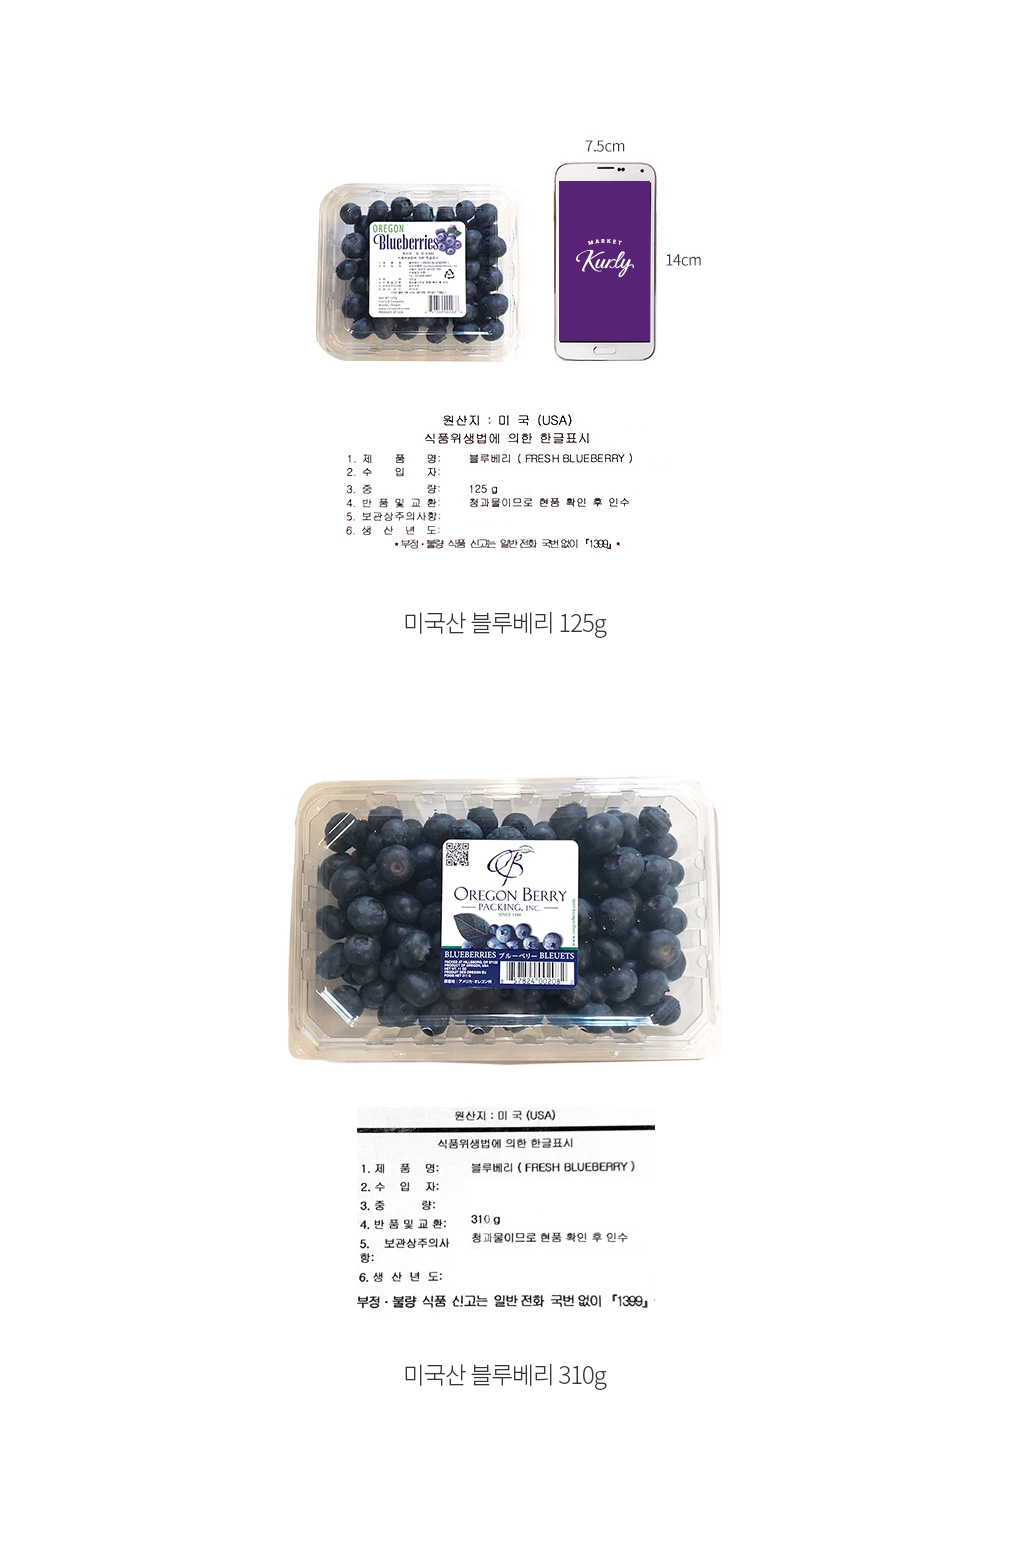 7.5cm
14cm
MARKET
Kurly
OREGON
Blueberries
원산지 : 미 국 (USA)
식품위생법에 의한 한글표시
1. 제 품 명: 블루베리 ( FRESH BLUEBERRY )
2. 수 입 자:
3. 중 량: 125 g
4. 반 품 및 교 환: 청과물이므로 현품 확인 후 인수
5. 보관상주의사항:
6. 생 산 년 도:
* 부정 · 불량 식품 신고는 일반 전화 국번 없이 『1399』 *
미국산 블루베리 125g
OREGON BERRY
PACKING, INC.
BLUEBERRIES ブルーベリー BLEUETS
PACKED AT HILLSBORO, OR 97123
PRODUCT OF OREGON, USA
원산지 : 미 국 (USA)
식품위생법에 의한 한글표시
1. 제 품 명: 블루베리 ( FRESH BLUEBERRY )
2. 수 입 자:
3. 중 량:
310 g
4. 반 품 및 교 환:
청과물이므로 현품 확인 후 인수
5. 보관상주의사
항:
6. 생 산 년 도:
부정 · 불량 식품 신고는 일반 전화 국번 없이 『1399』
미국산 블루베리 310g